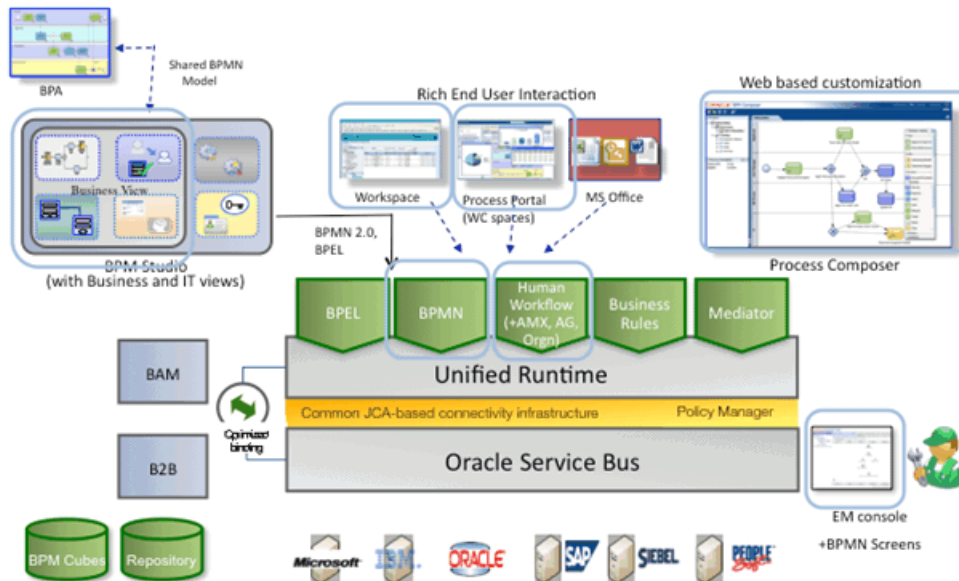 Shared BPMN
Model
BPA
Rich End User Interaction
Web based customization
Business View
Workspace
Process Portal
(WC spaces)
MS Office
BPMN 2.0,
BPEL
BPM Studio
(with Business and IT views)
Process Composer
BPEL
BPMN
Human
Workflow
(+AMX, AG,
Orgn)
Business
Rules
Mediator
BAM
Unified Runtime
Common JCA-based connectivity infrastructure
Policy Manager
Optimized
binding
B2B
Oracle Service Bus
EM console
+BPMN Screens
BPM Cubes
Repository
Microsoft
IBM
ORACLE
SAP
SIEBEL
PEOPLE
Soft